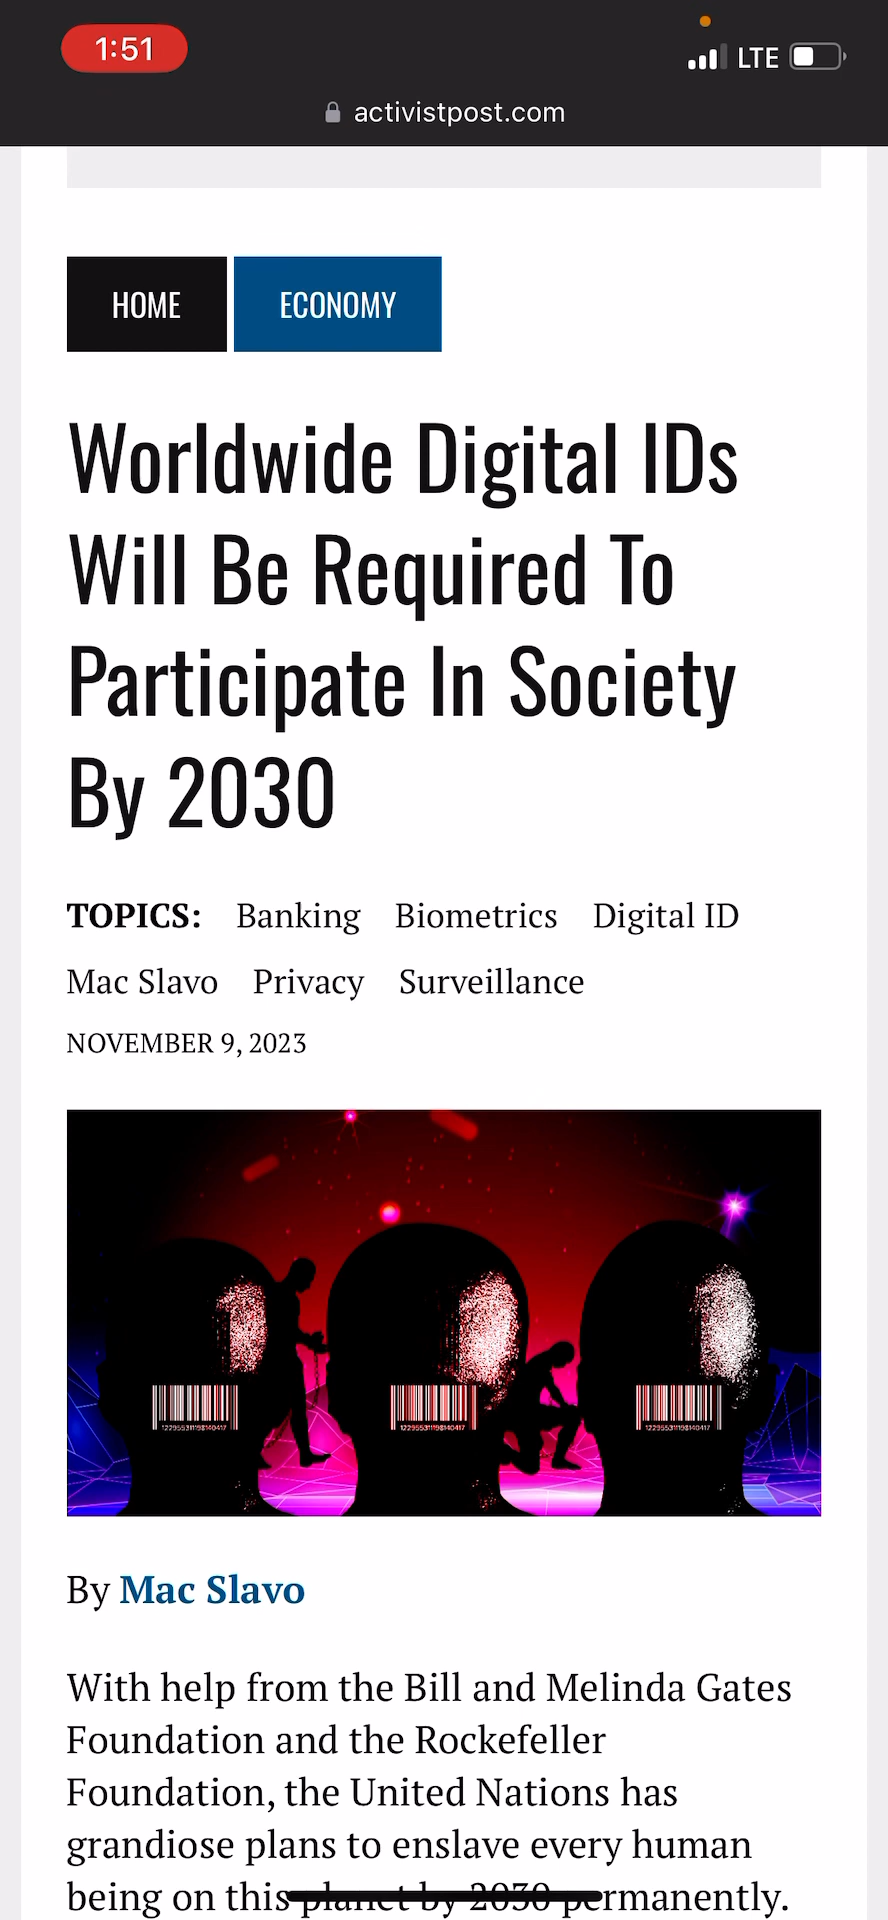 1:51
LTE
activistpost.com
HOME
ECONOMY
Worldwide Digital IDs
Will Be Required To
Participate In Society
By 2030
TOPICS: Banking Biometrics Digital ID
Mac Slavo Privacy Surveillance
NOVEMBER 9, 2023
122955311198140417
122955311198140417
122955311198140417
By Mac Slavo
With help from the Bill and Melinda Gates
Foundation and the Rockefeller
Foundation, the United Nations has
grandiose plans to enslave every human
being on this planet by 2030 permanently.